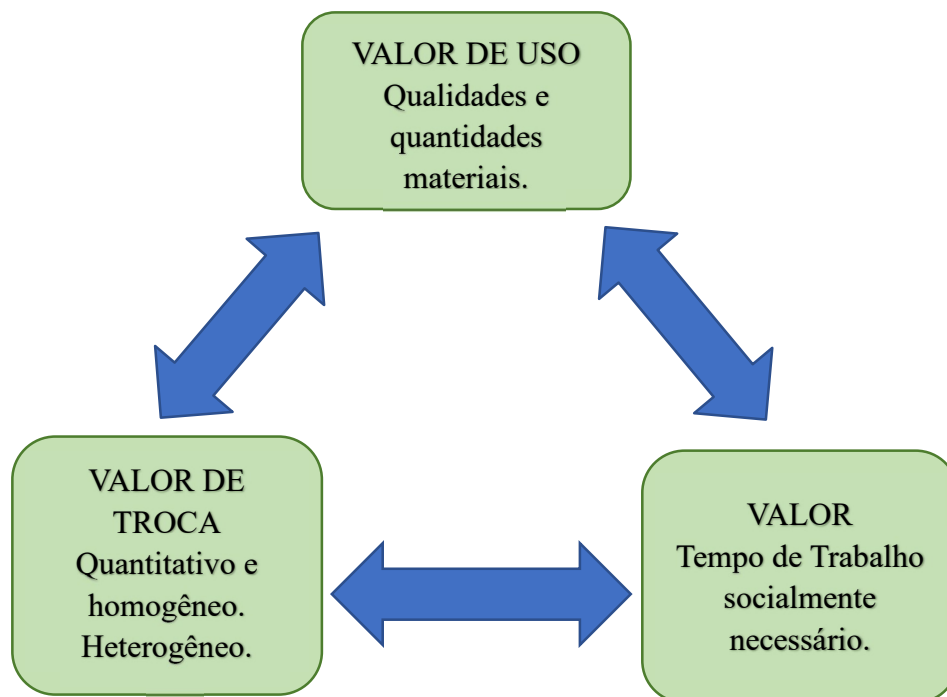 VALOR DE USO
Qualidades e
quantidades
materiais.
VALOR DE
TROCA
Quantitativo e
homogêneo.
Heterogêneo.
VALOR
Tempo de Trabalho
socialmente
necessário.